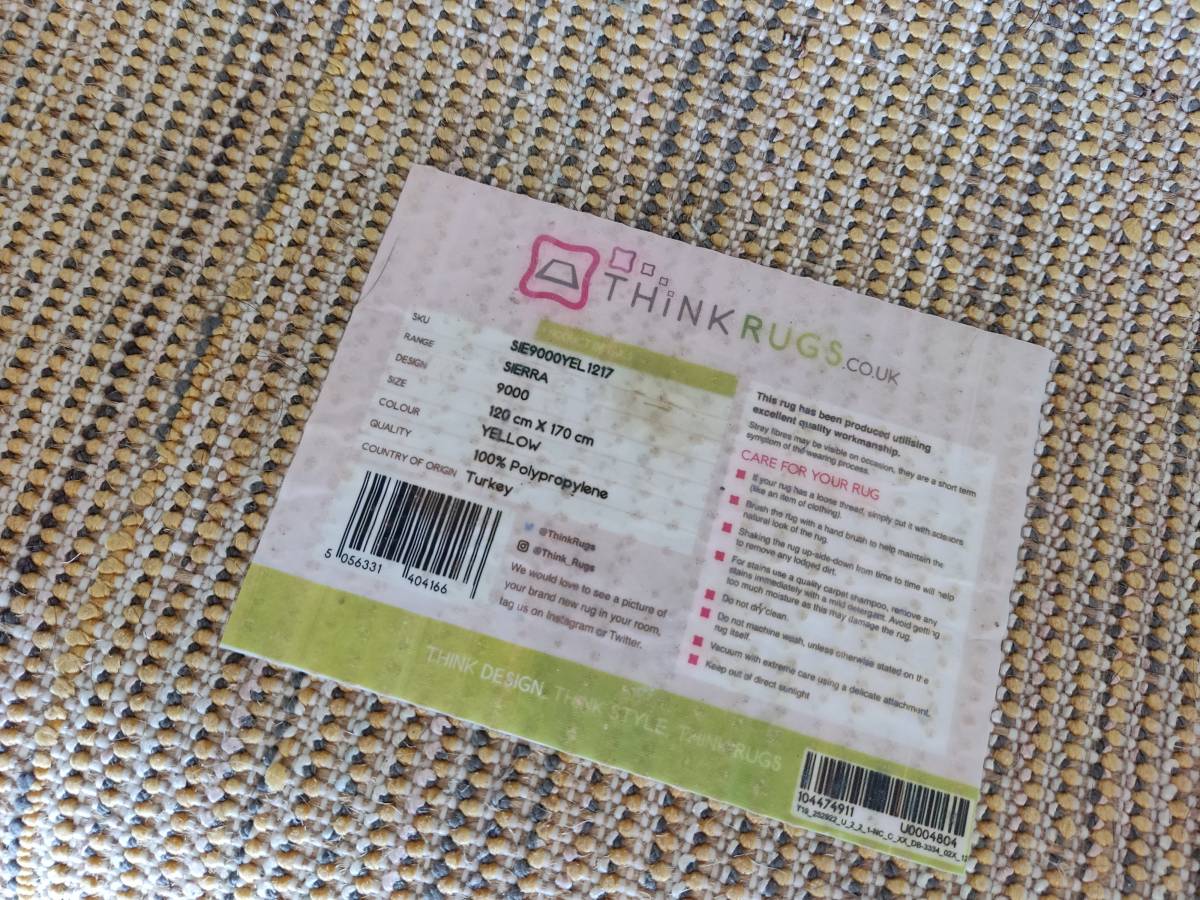 THINK RUGS.CO.UK
SKU SIE9000YEL1217
RANGE SIERRA
DESIGN 9000
SIZE 120 cm X 170 cm
COLOUR YELLOW
QUALITY 100% Polypropylene
COUNTRY OF ORIGIN Turkey
5 056331 404166
@ThinkRugs
@Think_Rugs
We would love to see a picture of
your brand new rug in your room,
tag us on Instagram or Twitter.
This rug has been produced utilising
excellent quality workmanship.
Stray fibres may be visible on occasion, they are a short term
symptom of the wearing process.
CARE FOR YOUR RUG
If your rug has a loose thread, simply cut it with scissors
(like an item of clothing).
Brush the rug with a hand brush to help maintain the
natural look of the rug.
Shaking the rug up-side-down from time to time will help
to remove any lodged dirt.
For stains use a quality carpet shampoo, remove any
stains immediately with a mild detergent. Avoid getting
too much moisture as this may damage the rug.
Do not dry clean.
Do not machine wash, unless otherwise stated on the
rug itself.
Vacuum with extreme care using a delicate attachment.
Keep out of direct sunlight
THINK DESIGN. THINK STYLE. THINK RUGS
104474911 U0004804